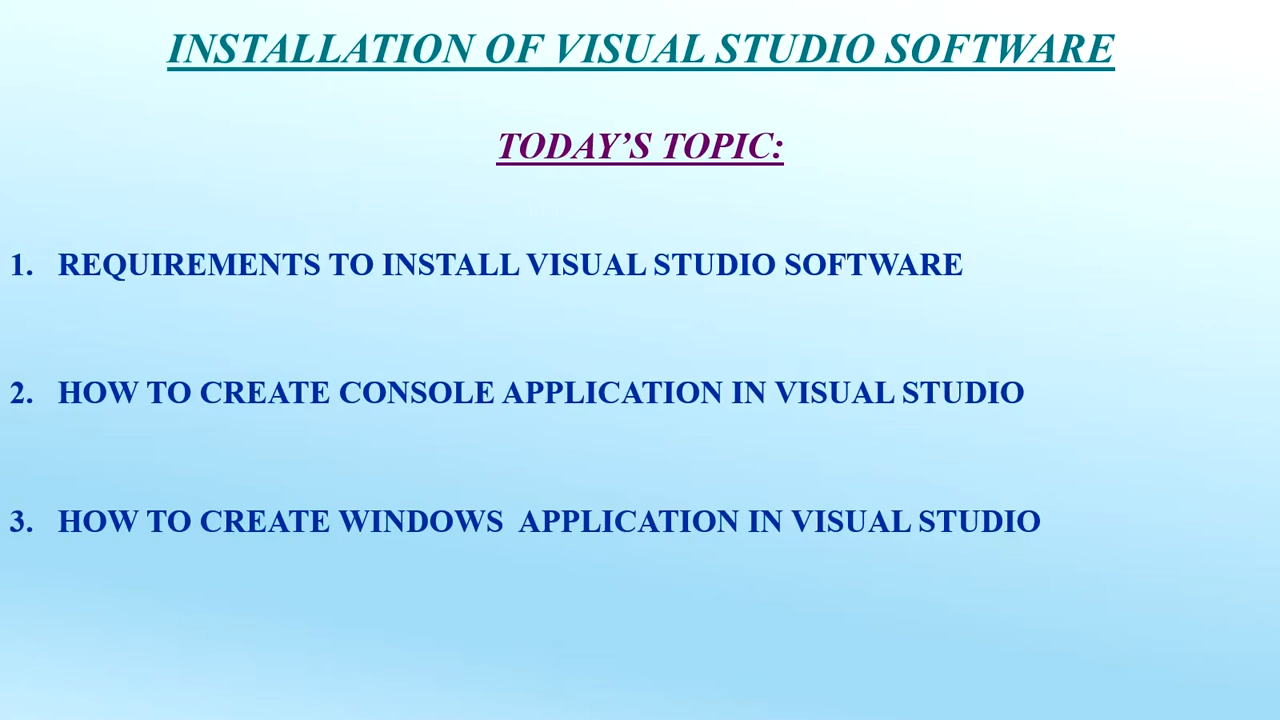 INSTALLATION OF VISUAL STUDIO SOFTWARE
TODAY’S TOPIC:
1. REQUIREMENTS TO INSTALL VISUAL STUDIO SOFTWARE
2. HOW TO CREATE CONSOLE APPLICATION IN VISUAL STUDIO
3. HOW TO CREATE WINDOWS  APPLICATION IN VISUAL STUDIO